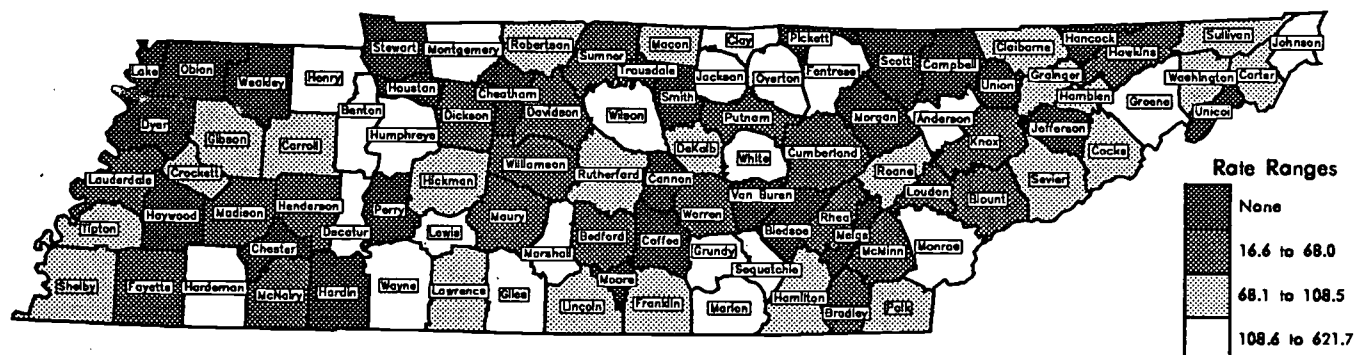 Stewart
Montgomery
Robertson
Sumner
Macon
Clay
Pickett
Claiborne
Hancock
Hawkins
Sullivan
Johnson
Lake
Obion
Weakley
Henry
Houston
Cheatham
Trousdale
Jackson
Overton
Fentress
Scott
Campbell
Union
Grainger
Hamblen
Washington
Carter
Greene
Unicoi
Dyer
Gibson
Carroll
Benton
Humphreys
Dickson
Davidson
Wilson
Smith
Putnam
Morgan
Anderson
Knox
Jefferson
Cocke
Crockett
Lauderdale
Haywood
Madison
Henderson
Decatur
Perry
Hickman
Williamson
Rutherford
Cannon
DeKalb
White
Cumberland
Roane
Loudon
Blount
Sevier
Tipton
Chester
Lewis
Maury
Marshall
Bedford
Coffee
Warren
Van Buren
Bledsoe
Rhea
Meigs
McMinn
Monroe
Shelby
Fayette
Hardeman
McNairy
Hardin
Wayne
Lawrence
Giles
Lincoln
Moore
Franklin
Grundy
Sequatchie
Marion
Hamilton
Bradley
Polk
Rate Ranges
None
16.6 to 68.0
68.1 to 108.5
108.6 to 621.7